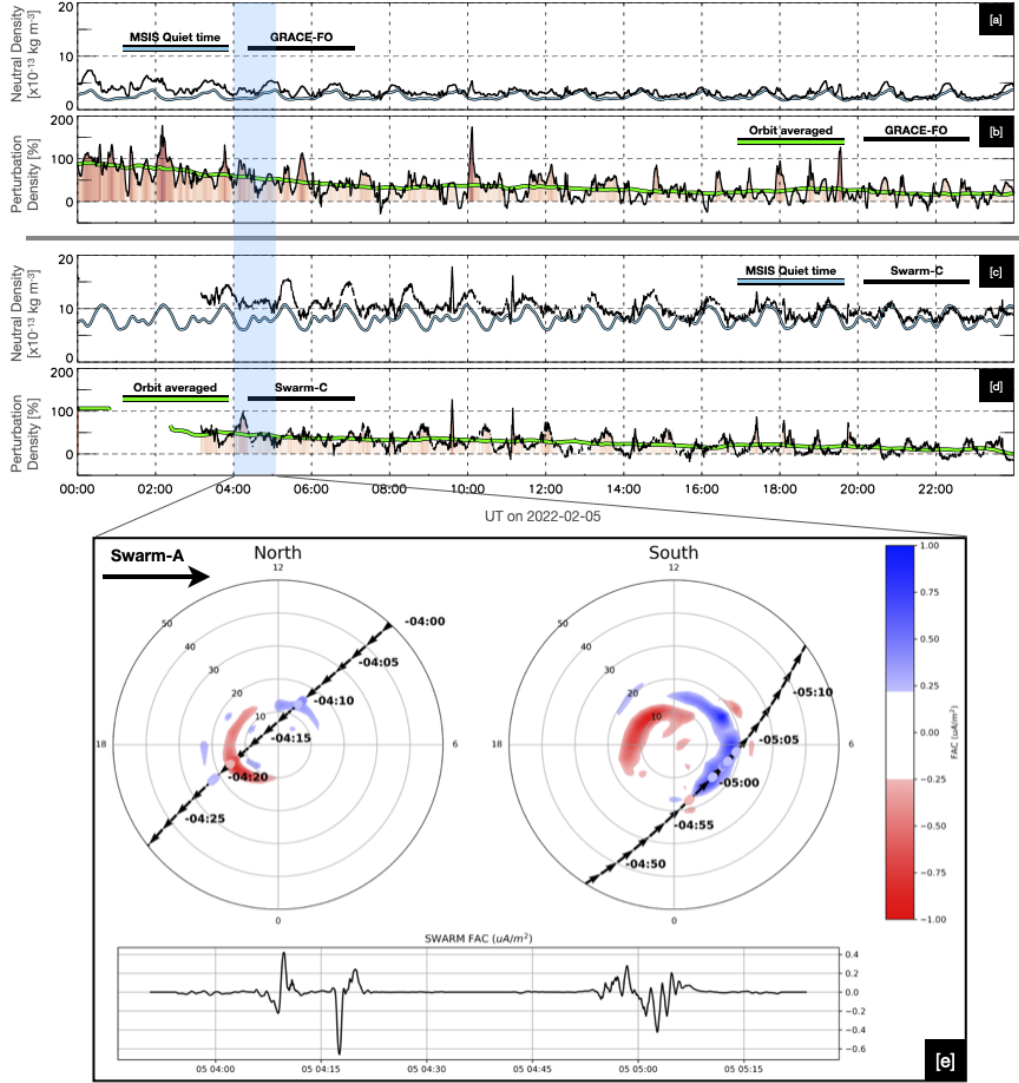 20
10
0
Neutral Density
[x10⁻¹³ kg m⁻³]
MSIS Quiet time
GRACE-FO
[a]
200
100
0
Perturbation
Density [%]
Orbit averaged
GRACE-FO
[b]
20
10
0
Neutral Density
[x10⁻¹³ kg m⁻³]
MSIS Quiet time
Swarm-C
[c]
200
100
0
Perturbation
Density [%]
Orbit averaged
Swarm-C
[d]
00:00 02:00 04:00 06:00 08:00 10:00 12:00 14:00 16:00 18:00 20:00 22:00
UT on 2022-02-05
Swarm-A
North
12
50
40
30
20
10
18
6
0
-04:00
-04:05
-04:10
-04:15
-04:20
-04:25
South
12
50
40
30
20
10
18
6
0
-05:10
-05:05
-05:00
-04:55
-04:50
1.00
0.75
0.50
0.25
0.00
-0.25
-0.50
-0.75
-1.00
FAC (uA/m²)
SWARM FAC (uA/m²)
0.4
0.2
0.0
-0.2
-0.4
-0.6
05 04:00 05 04:15 05 04:30 05 04:45 05 05:00 05 05:15
[e]